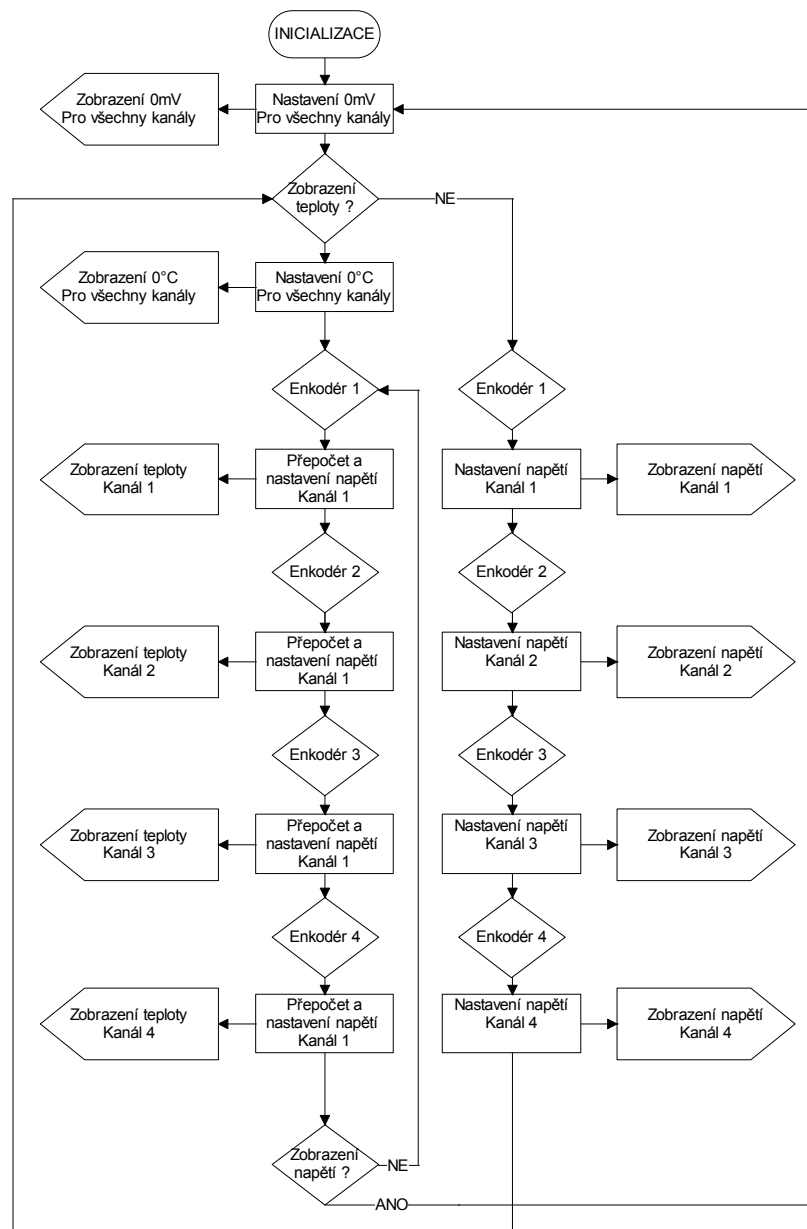 INICIALIZACE
Zobrazení 0mV
Pro všechny kanály
Nastavení 0mV
Pro všechny kanály
Zobrazení
teploty ?
NE
Zobrazení 0°C
Pro všechny kanály
Nastavení 0°C
Pro všechny kanály
Enkodér 1
Enkodér 1
Zobrazení teploty
Kanál 1
Přepočet a
nastavení napětí
Kanál 1
Nastavení napětí
Kanál 1
Zobrazení napětí
Kanál 1
Enkodér 2
Enkodér 2
Zobrazení teploty
Kanál 2
Přepočet a
nastavení napětí
Kanál 1
Nastavení napětí
Kanál 2
Zobrazení napětí
Kanál 2
Enkodér 3
Enkodér 3
Zobrazení teploty
Kanál 3
Přepočet a
nastavení napětí
Kanál 1
Nastavení napětí
Kanál 3
Zobrazení napětí
Kanál 3
Enkodér 4
Enkodér 4
Zobrazení teploty
Kanál 4
Přepočet a
nastavení napětí
Kanál 1
Nastavení napětí
Kanál 4
Zobrazení napětí
Kanál 4
Zobrazení
napětí ?
NE
ANO